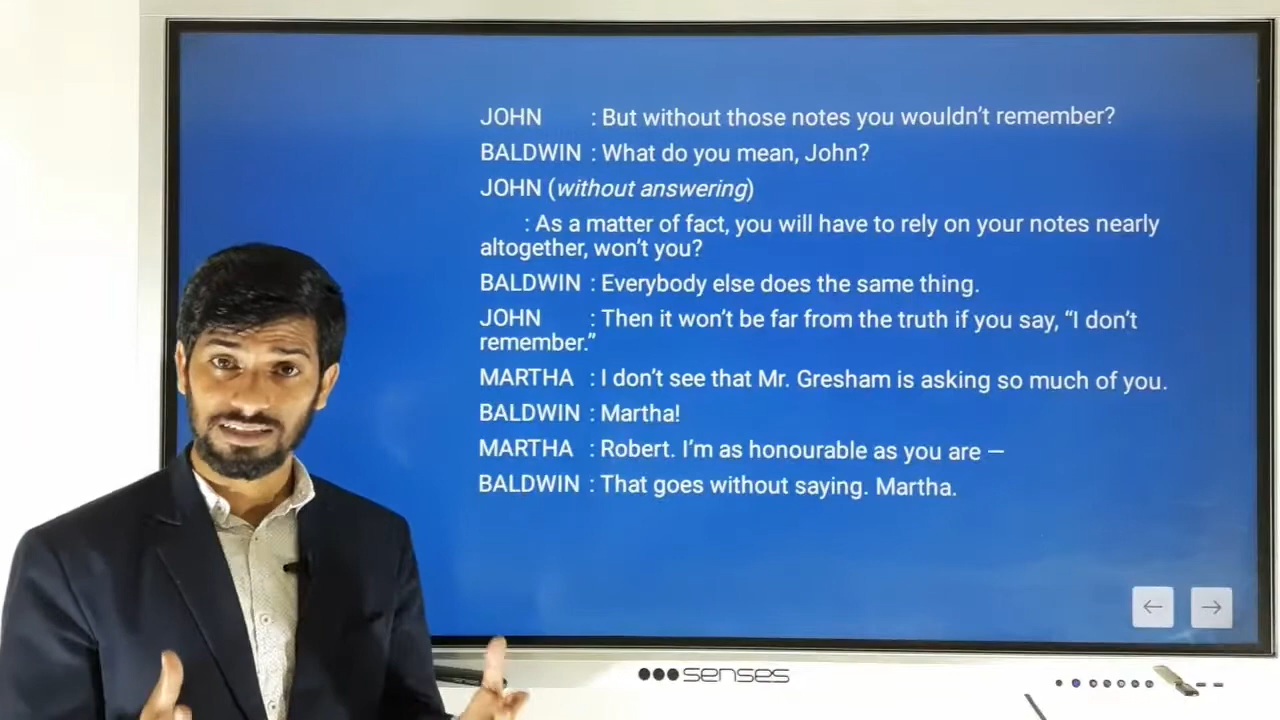 JOHN : But without those notes you wouldn't remember?
BALDWIN : What do you mean, John?
JOHN (without answering)
: As a matter of fact, you will have to rely on your notes nearly
altogether, won't you?
BALDWIN : Everybody else does the same thing.
JOHN : Then it won't be far from the truth if you say, “I don't
remember.”
MARTHA : I don't see that Mr. Gresham is asking so much of you.
BALDWIN : Martha!
MARTHA : Robert. I'm as honourable as you are —
BALDWIN : That goes without saying. Martha.
senses